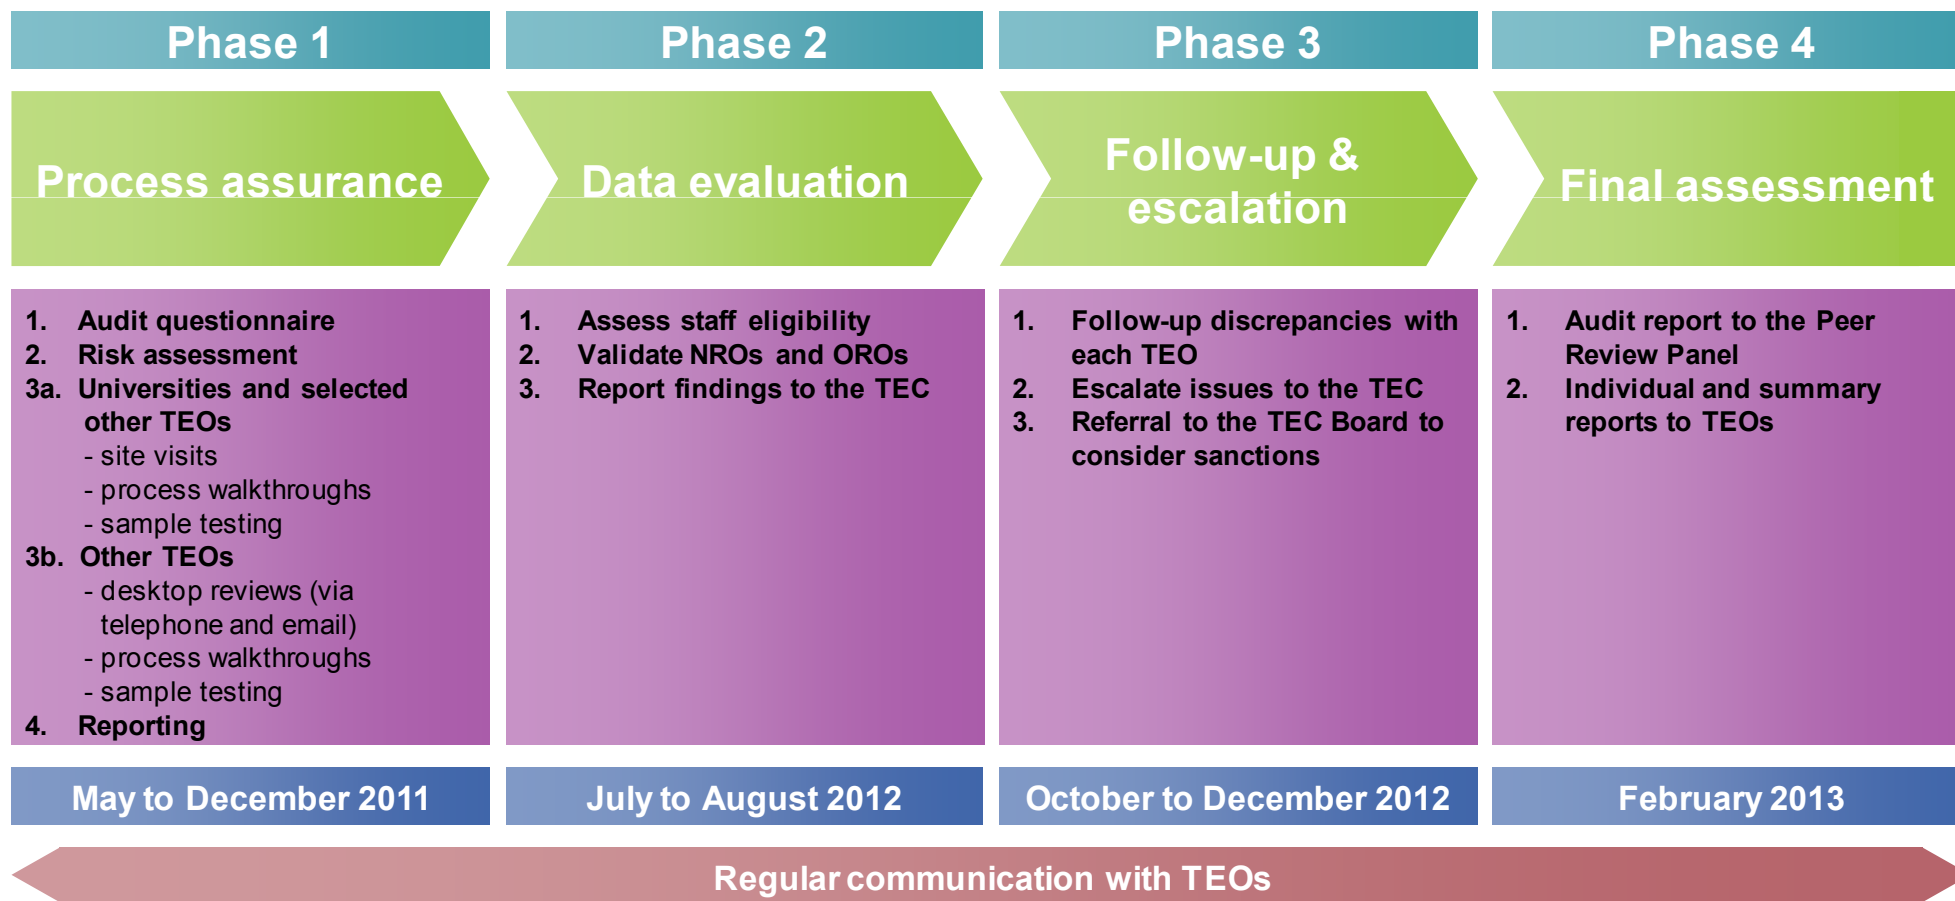 Phase 1
Process assurance
1. Audit questionnaire
2. Risk assessment
3a. Universities and selected
other TEOs
- site visits
- process walkthroughs
- sample testing
3b. Other TEOs
- desktop reviews (via
telephone and email)
- process walkthroughs
- sample testing
4. Reporting
May to December 2011
Phase 2
Data evaluation
1. Assess staff eligibility
2. Validate NROs and OROs
3. Report findings to the TEC
July to August 2012
Phase 3
Follow-up &
escalation
1. Follow-up discrepancies with
each TEO
2. Escalate issues to the TEC
3. Referral to the TEC Board to
consider sanctions
October to December 2012
Phase 4
Final assessment
1. Audit report to the Peer
Review Panel
2. Individual and summary
reports to TEOs
February 2013
Regular communication with TEOs